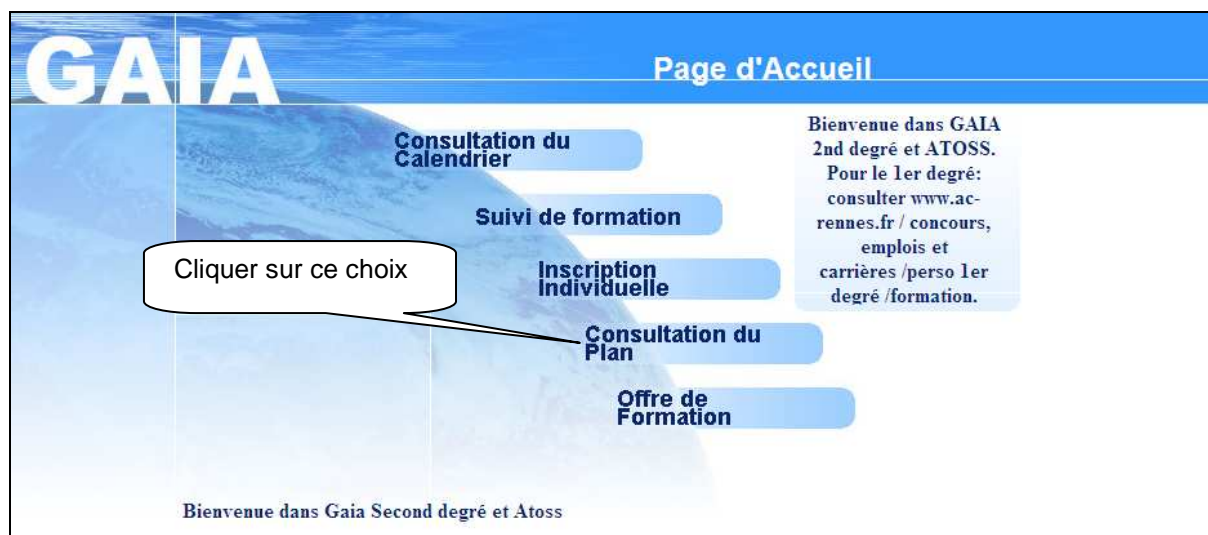 GAIA
Page d'Accueil
Consultation du
Calendrier
Suivi de formation
Inscription
Individuelle
Consultation du
Plan
Offre de
Formation
Cliquer sur ce choix
Bienvenue dans GAIA
2nd degré et ATOSS.
Pour le 1er degré:
consulter www.ac-
rennes.fr / concours,
emplois et
carrières /perso 1er
degré /formation.
Bienvenue dans Gaia Second degré et Atoss